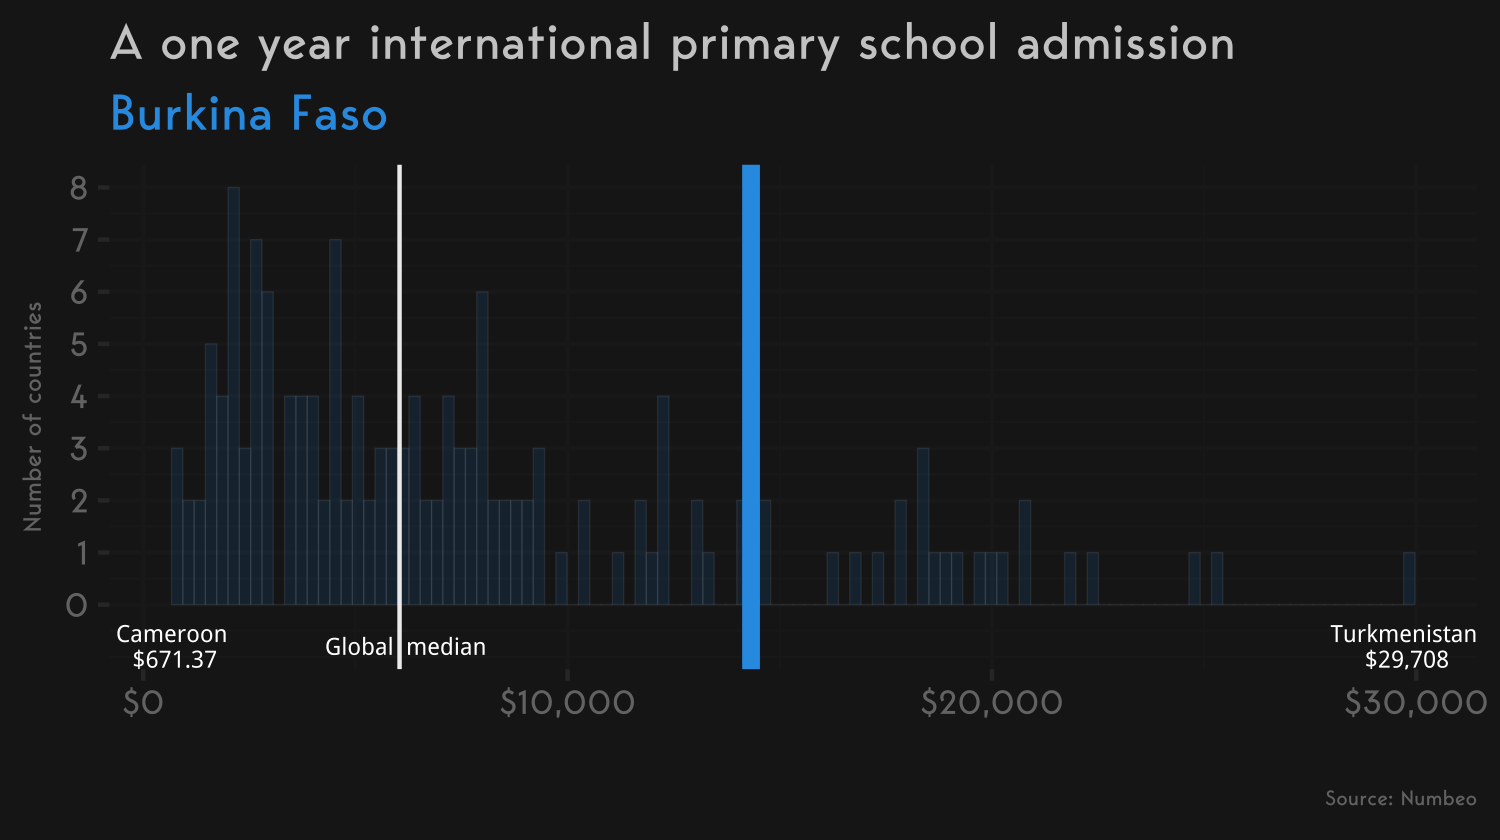 A one year international primary school admission
Burkina Faso
Number of countries
8
7
6
5
4
3
2
1
0
Cameroon
$671.37
Global median
Turkmenistan
$29,708
$0 $10,000 $20,000 $30,000
Source: Numbeo